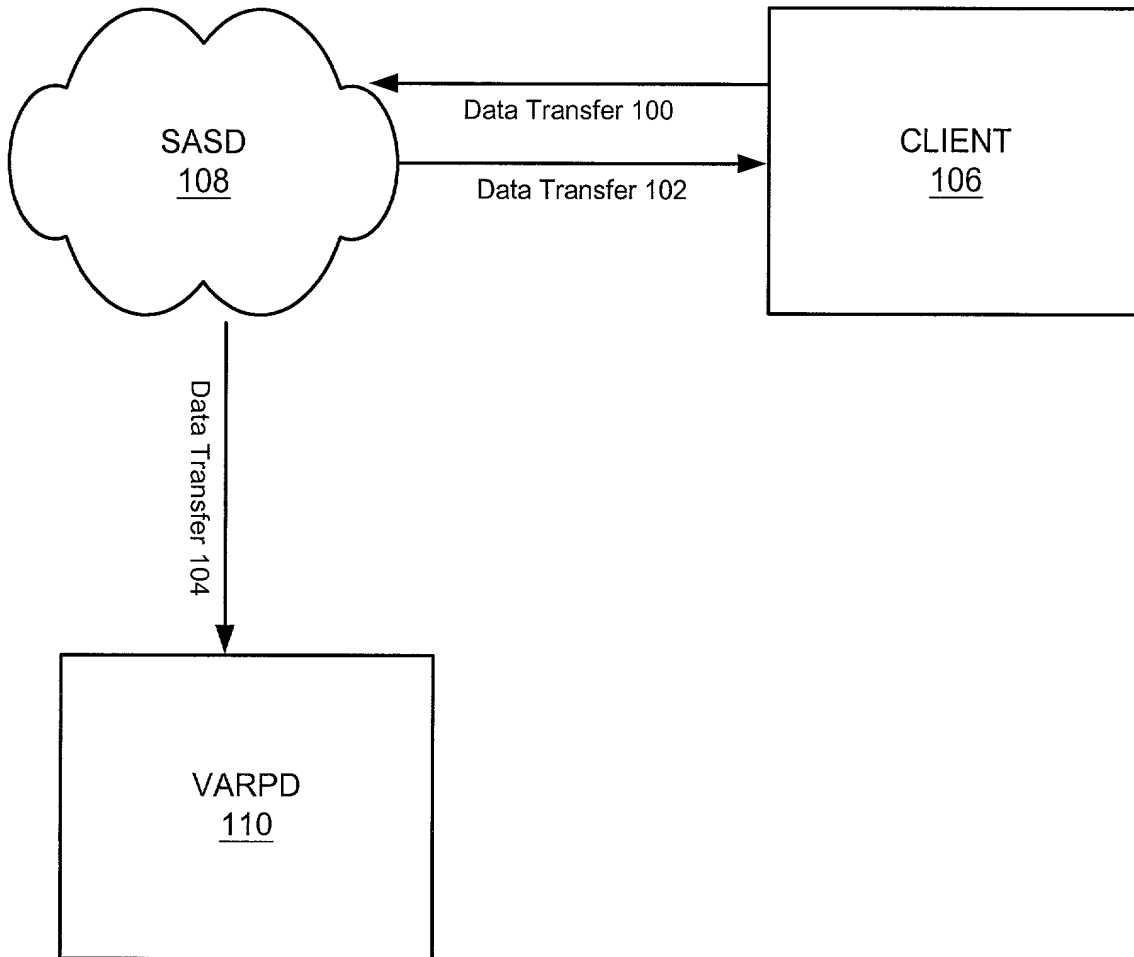 SASD
108
Data Transfer 100
Data Transfer 102
CLIENT
106
Data Transfer 104
VARPD
110